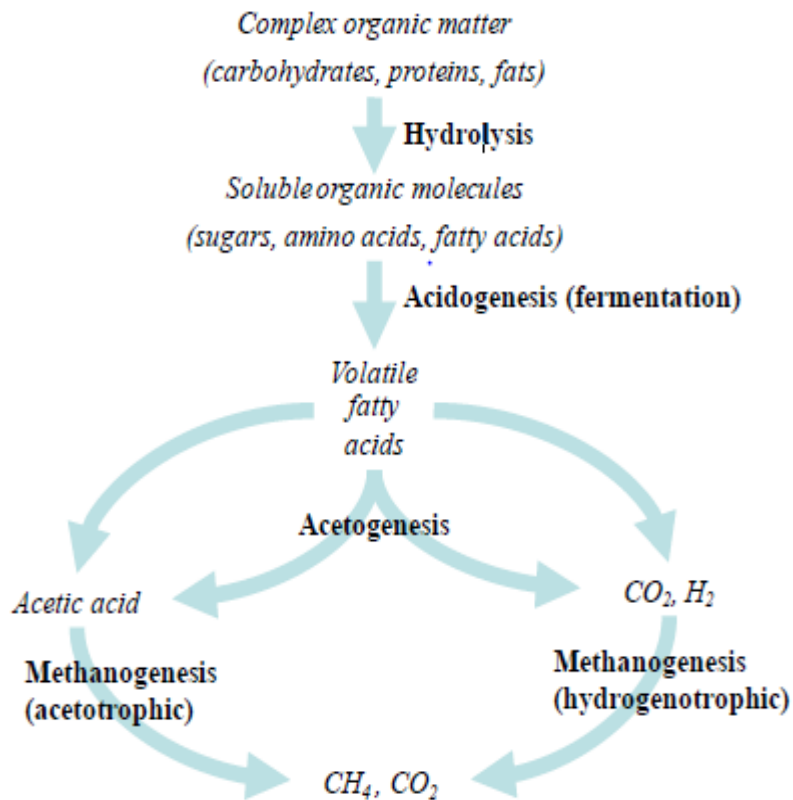 Complex organic matter
(carbohydrates, proteins, fats)
Hydrolysis
Soluble organic molecules
(sugars, amino acids, fatty acids)
Acidogenesis (fermentation)
Volatile
fatty
acids
Acetogenesis
Acetic acid
CO₂, H₂
Methanogenesis
(acetotrophic)
Methanogenesis
(hydrogenotrophic)
CH₄, CO₂